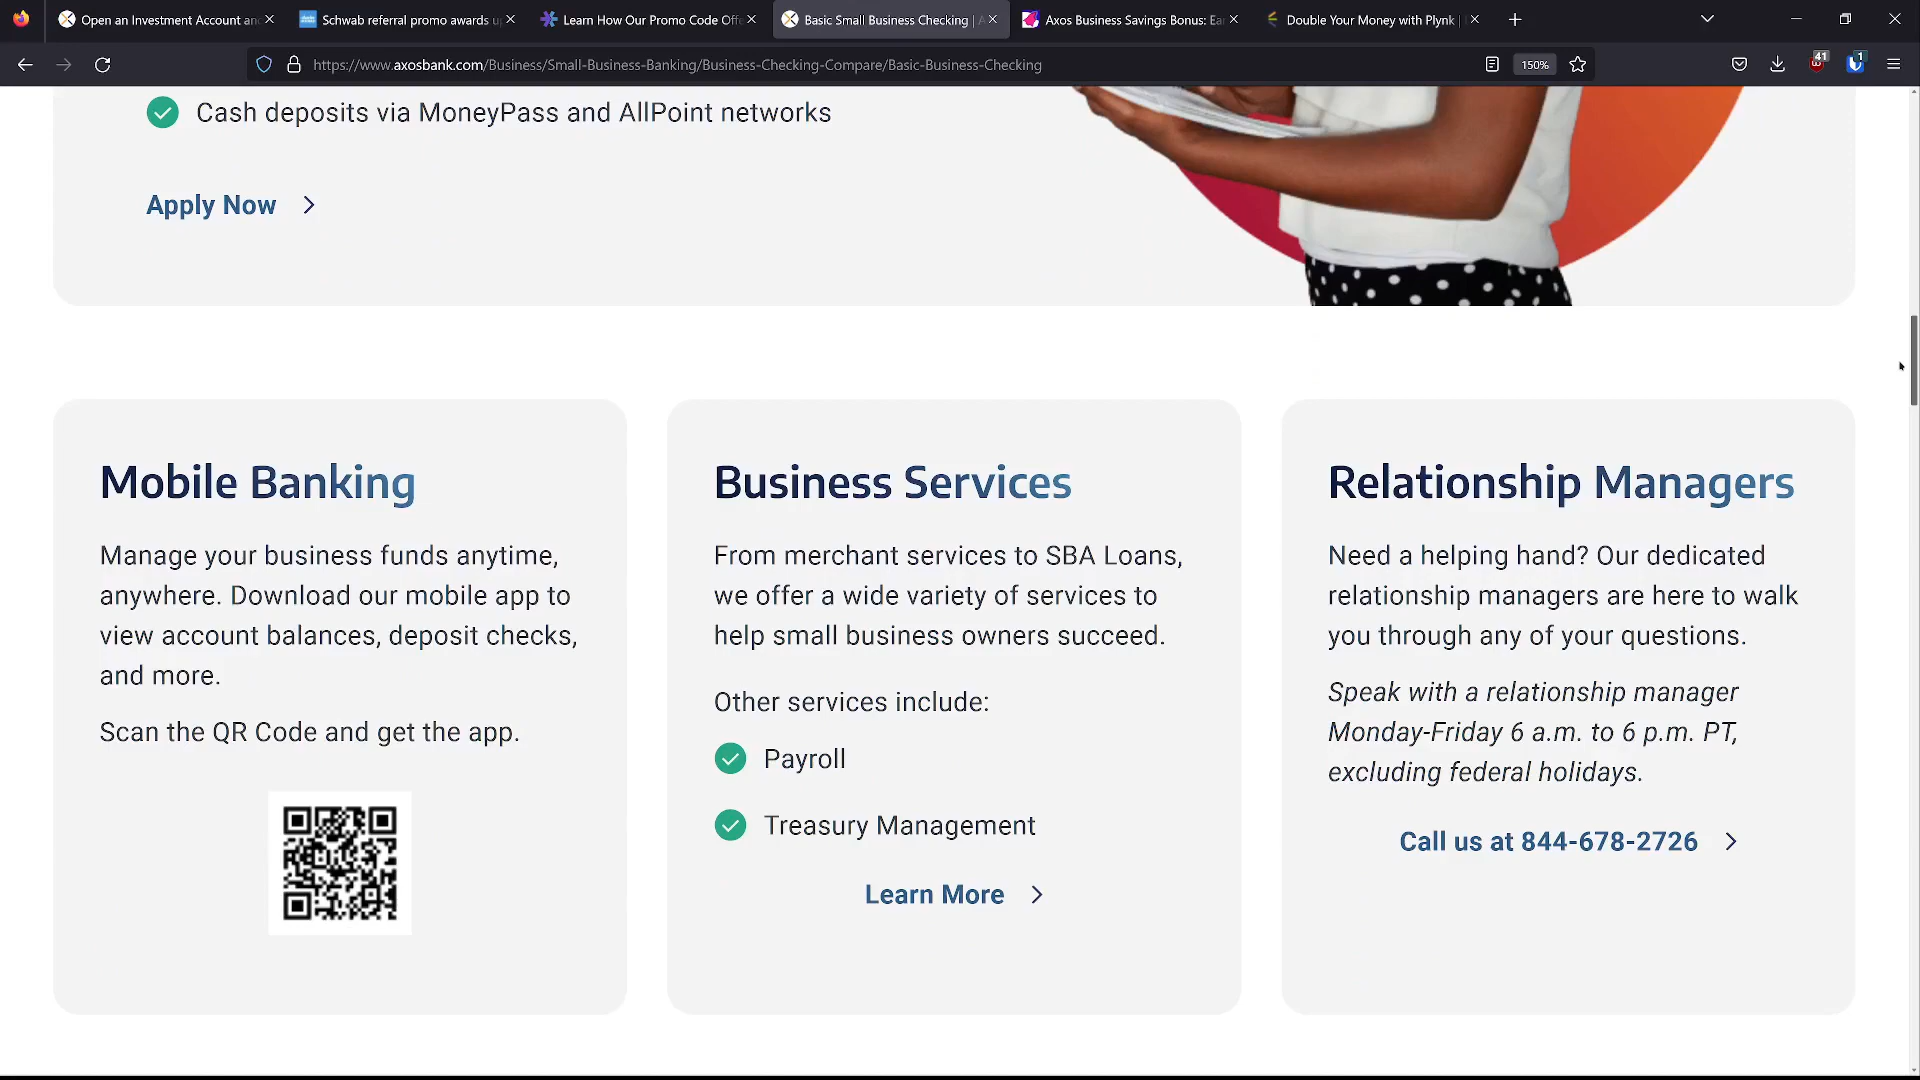 Open an Investment Account and
Schwab referral promo awards u
Learn How Our Promo Code Offe
Basic Small Business Checking |
Axos Business Savings Bonus: Ea
Double Your Money with Plynk |
https://www.axosbank.com/Business/Small-Business-Banking/Business-Checking-Compare/Basic-Business-Checking
150%
41
1
Cash deposits via MoneyPass and AllPoint networks
Apply Now
Mobile Banking
Manage your business funds anytime,
anywhere. Download our mobile app to
view account balances, deposit checks,
and more.
Scan the QR Code and get the app.
Business Services
From merchant services to SBA Loans,
we offer a wide variety of services to
help small business owners succeed.
Other services include:
Payroll
Treasury Management
Learn More
Relationship Managers
Need a helping hand? Our dedicated
relationship managers are here to walk
you through any of your questions.
Speak with a relationship manager
Monday-Friday 6 a.m. to 6 p.m. PT,
excluding federal holidays.
Call us at 844-678-2726